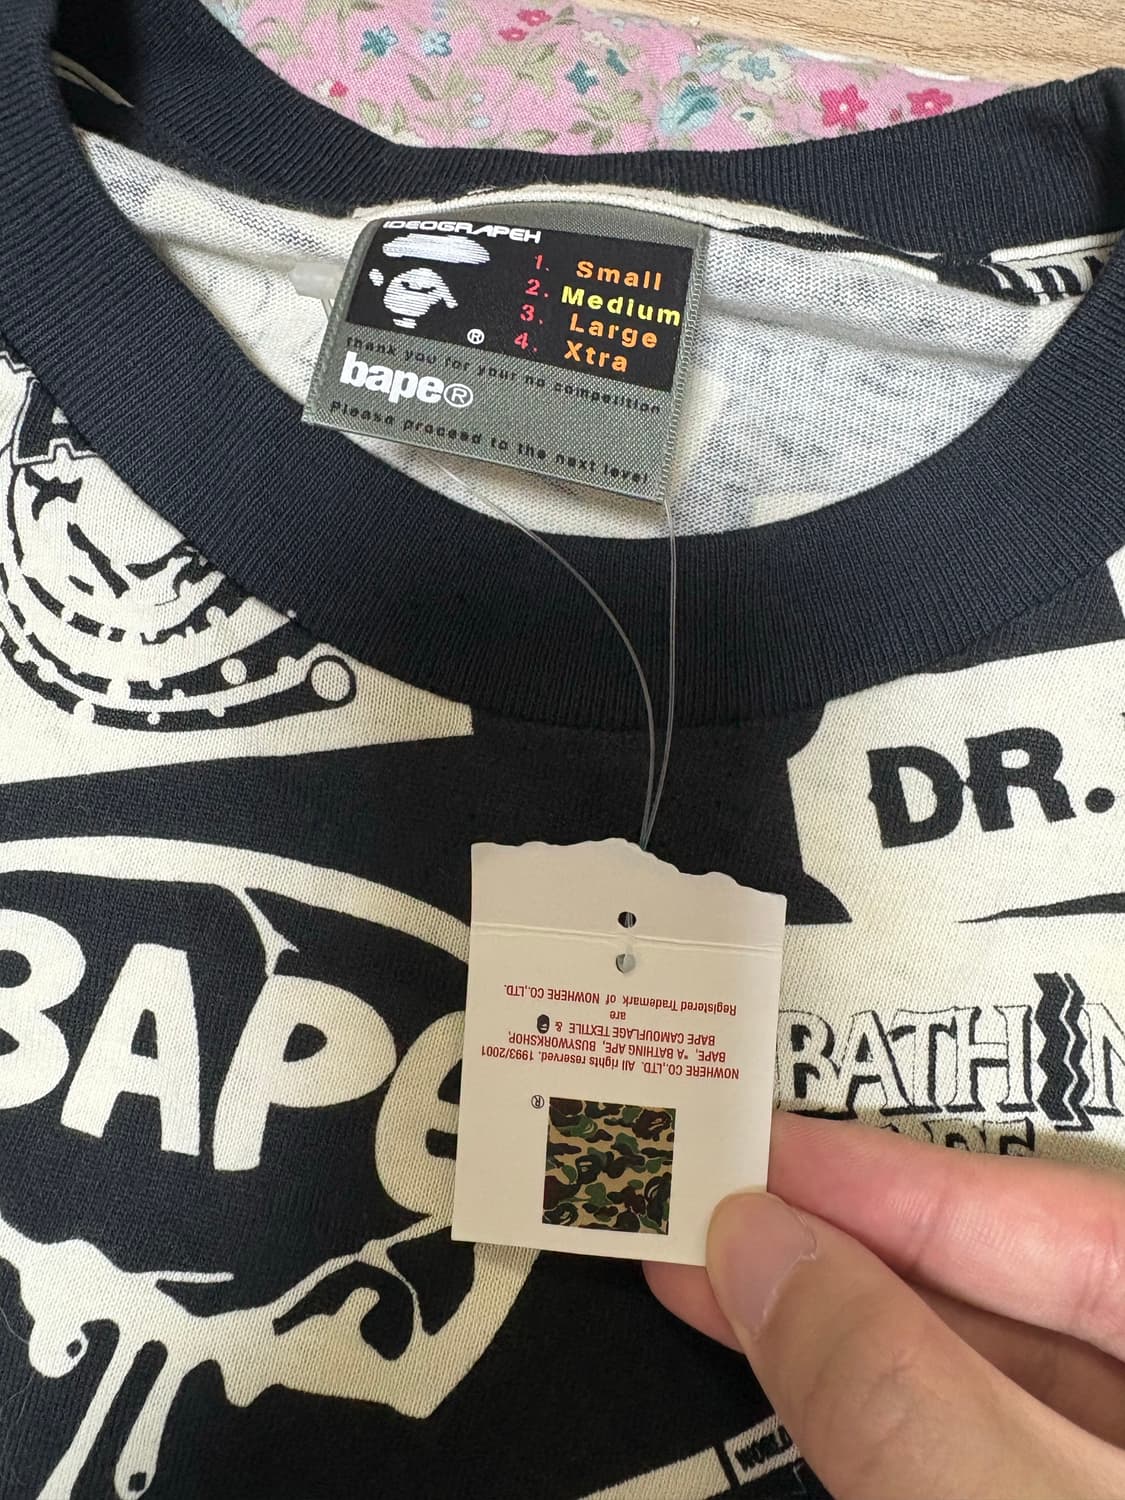 IDEOGRAPEH
1. Small
2. Medium
3. Large
4. Xtra
®
thank you for your no competition
bape®
please proceed to the next level
DR.
BAPE
BATHIN
APE
NOWHERE CO.,LTD. All rights reserved. 1993/2001
BAPE, "A BATHING APE, BUSYWORKSHOP,
BAPE CAMOUFLAGE TEXTILE &
are
Registered Trademark of NOWHERE CO.,LTD.
®
WORLD